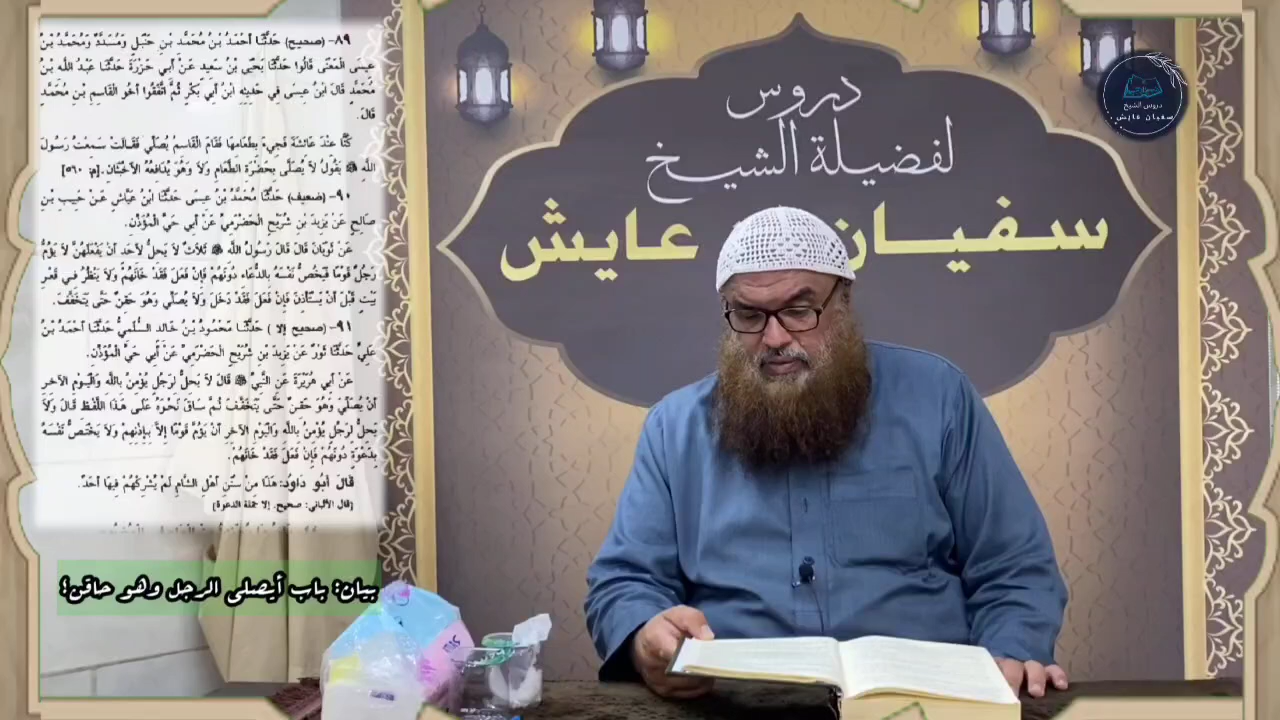 ٨٩- (صحيح) حَدَّثَنَا أَحْمَدُ بْنُ مُحَمَّدِ بْنِ حَنْبَلٍ وَمُسَدَّدٌ وَمُحَمَّدُ بْنُ
عِيسَى الْمَعْنَى قَالُوا حَدَّثَنَا يَحْيَى بْنُ سَعِيدٍ عَنْ أَبِي حَزْرَةَ حَدَّثَنَا عَبْدُ اللَّهِ بْنُ
مُحَمَّدٍ قَالَ ابْنُ عِيسَى فِي حَدِيثِهِ ابْنِ أَبِي بَكْرٍ ثُمَّ اتَّفَقُوا أَخُو الْقَاسِمِ بْنِ مُحَمَّدٍ
قَالَ.
كُنَّا عِنْدَ عَائِشَةَ فَجِيءَ بِطَعَامِهَا فَقَامَ الْقَاسِمُ يُصَلِّي فَقَالَتْ سَمِعْتُ رَسُولَ
اللَّهِ ﷺ يَقُولُ لَا يُصَلَّى بِحَضْرَةِ الطَّعَامِ وَلَا وَهُوَ يُدَافِعُهُ الْأَخْبَثَانِ. [م: ٥٦٠]
٩٠- (ضعيف) حَدَّثَنَا مُحَمَّدُ بْنُ عِيسَى حَدَّثَنَا ابْنُ عَيَّاشٍ عَنْ حَبِيبِ بْنِ
صَالِحٍ عَنْ يَزِيدَ بْنِ شُرَيْحٍ الْحَضْرَمِيِّ عَنْ أَبِي حَيٍّ الْمُؤَذِّنِ.
عَنْ ثَوْبَانَ قَالَ قَالَ رَسُولُ اللَّهِ ﷺ ثَلَاثٌ لَا يَحِلُّ لِأَحَدٍ أَنْ يَفْعَلَهُنَّ لَا يَؤُمُّ
رَجُلٌ قَوْمًا فَيَخُصُّ نَفْسَهُ بِالدُّعَاءِ دُونَهُمْ فَإِنْ فَعَلَ فَقَدْ خَانَهُمْ وَلَا يَنْظُرُ فِي قَعْرِ
بَيْتٍ قَبْلَ أَنْ يَسْتَأْذِنَ فَإِنْ فَعَلَ فَقَدْ دَخَلَ وَلَا يُصَلِّي وَهُوَ حَقِنٌ حَتَّى يَتَخَفَّفَ.
٩١- (صحيح إلا) حَدَّثَنَا مَحْمُودُ بْنُ خَالِدٍ السُّلَمِيُّ حَدَّثَنَا أَحْمَدُ بْنُ
عَلِيٍّ حَدَّثَنَا ثَوْرٌ عَنْ يَزِيدَ بْنِ شُرَيْحٍ الْحَضْرَمِيِّ عَنْ أَبِي حَيٍّ الْمُؤَذِّنِ.
عَنْ أَبِي هُرَيْرَةَ عَنِ النَّبِيِّ ﷺ قَالَ لَا يَحِلُّ لِرَجُلٍ يُؤْمِنُ بِاللَّهِ وَالْيَوْمِ الْآخِرِ
أَنْ يُصَلِّيَ وَهُوَ حَقِنٌ حَتَّى يَتَخَفَّفَ ثُمَّ سَاقَ نَحْوَهُ عَلَى هَذَا اللَّفْظِ قَالَ وَلَا
يَحِلُّ لِرَجُلٍ يُؤْمِنُ بِاللَّهِ وَالْيَوْمِ الْآخِرِ أَنْ يَؤُمَّ قَوْمًا إِلَّا بِإِذْنِهِمْ وَلَا يَخْتَصُّ نَفْسَهُ
بِدَعْوَةٍ دُونَهُمْ فَإِنْ فَعَلَ فَقَدْ خَانَهُمْ.
قَالَ أَبُو دَاوُد: هَذَا مِنْ سُنَنِ أَهْلِ الشَّامِ لَمْ يُشْرِكْهُمْ فِيهَا أَحَدٌ.
(قال الألباني: صحيح. إلا جملة الدعوة)
بيان: باب أيصلي الرجل وهو حاقن؛
دروس
لفضيلة الشيخ
سفيان عايش
دروس الشيخ
سفيان عايش